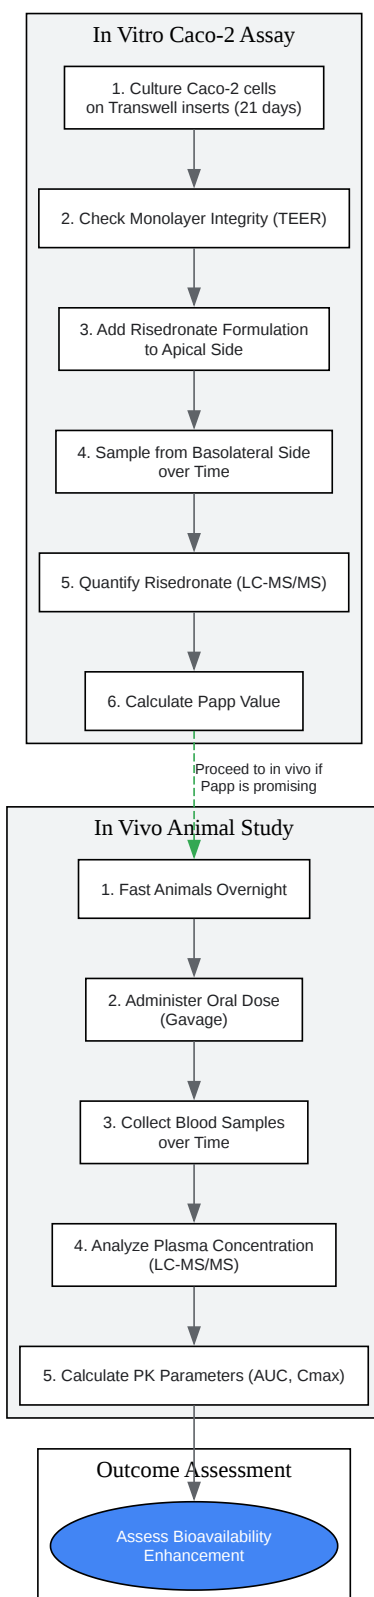 In Vitro Caco-2 Assay
1. Culture Caco-2 cells
on Transwell inserts (21 days)
2. Check Monolayer Integrity (TEER)
3. Add Risedronate Formulation
to Apical Side
4. Sample from Basolateral Side
over Time
5. Quantify Risedronate (LC-MS/MS)
6. Calculate Papp Value
Proceed to in vivo if
Papp is promising
In Vivo Animal Study
1. Fast Animals Overnight
2. Administer Oral Dose
(Gavage)
3. Collect Blood Samples
over Time
4. Analyze Plasma Concentration
(LC-MS/MS)
5. Calculate PK Parameters (AUC, Cmax)
Outcome Assessment
Assess Bioavailability
Enhancement